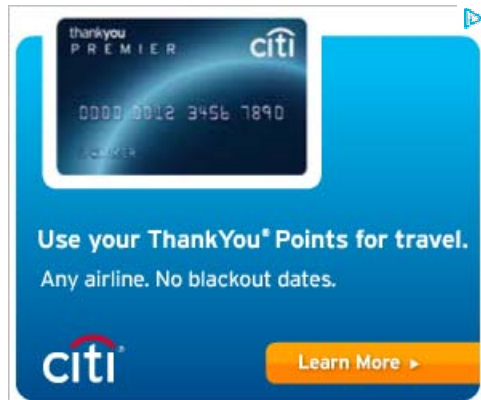 thankyou
PREMIER
citi
0000 0012 3456 7890
Use your ThankYou® Points for travel.
Any airline. No blackout dates.
citi®
Learn More ►